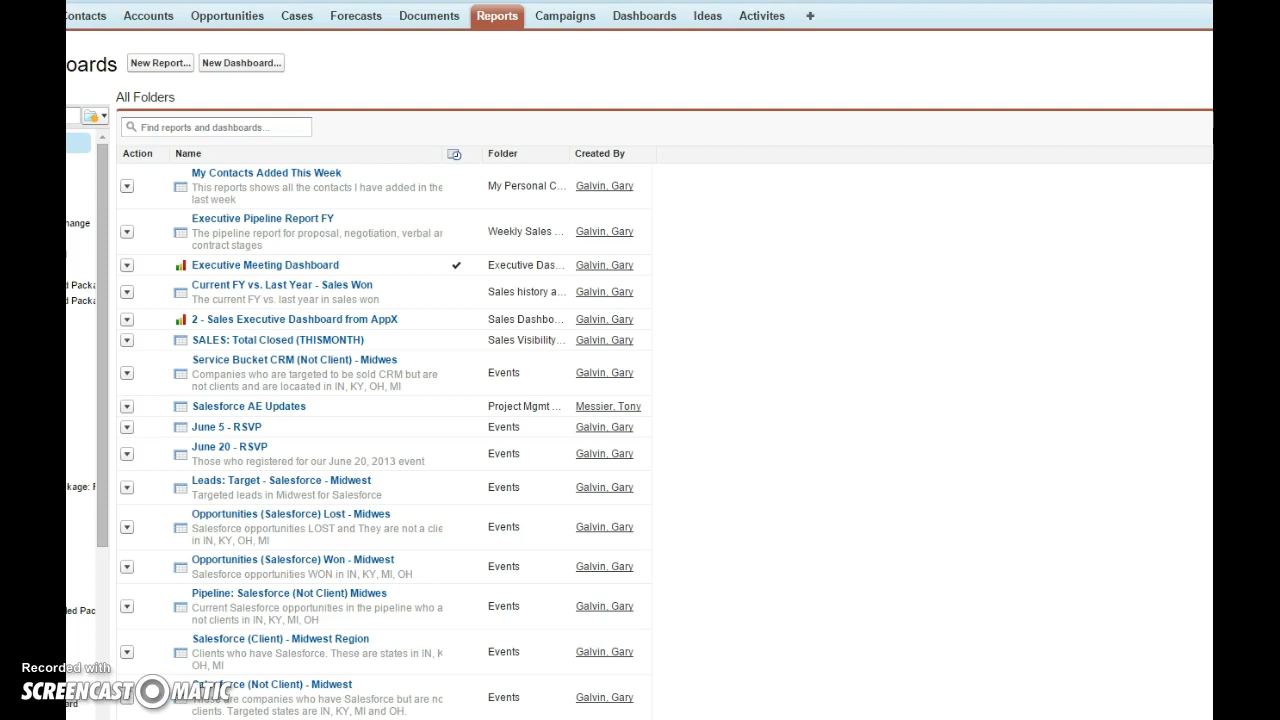 ontacts Accounts Opportunities Cases Forecasts Documents Reports Campaigns Dashboards Ideas Activites +
oards New Report... New Dashboard...
All Folders
Find reports and dashboards...
Action Name Folder Created By
My Contacts Added This Week
This reports shows all the contacts I have added in the My Personal C... Galvin, Gary
last week
Executive Pipeline Report FY
The pipeline report for proposal, negotiation, verbal ar Weekly Sales ... Galvin, Gary
contract stages
hange
Executive Meeting Dashboard Executive Das... Galvin, Gary
Current FY vs. Last Year - Sales Won
d Packa
Sales history a... Galvin, Gary
The current FY vs. last year in sales won
d Packa
2 - Sales Executive Dashboard from AppX Sales Dashbo... Galvin, Gary
SALES: Total Closed (THISMONTH) Sales Visibility... Galvin, Gary
Service Bucket CRM (Not Client) - Midwes
Companies who are targeted to be sold CRM but are Events Galvin, Gary
not clients and are locaated in IN, KY, OH, MI
Salesforce AE Updates Project Mgmt ... Messier, Tony
June 5 - RSVP Events Galvin, Gary
June 20 - RSVP
Those who registered for our June 20, 2013 event Events Galvin, Gary
Leads: Target - Salesforce - Midwest
kage: F
Events Galvin, Gary
Targeted leads in Midwest for Salesforce
Opportunities (Salesforce) Lost - Midwes
Salesforce opportunities LOST and They are not a clie Events Galvin, Gary
in IN, KY, OH, MI
Opportunities (Salesforce) Won - Midwest
Salesforce opportunities WON in IN, KY, MI, OH Events Galvin, Gary
Pipeline: Salesforce (Not Client) Midwes
Current Salesforce opportunities in the pipeline who a Events Galvin, Gary
led Pac
not clients in IN, KY, MI, OH
Salesforce (Client) - Midwest Region
Clients who have Salesforce. These are states in IN, K Events Galvin, Gary
OH, MI
Recorded with
SCREENCAST-O-MATIC
Salesforce (Not Client) - Midwest
These are companies who have Salesforce but are no Events Galvin, Gary
ard
clients. Targeted states are IN, KY, MI and OH.